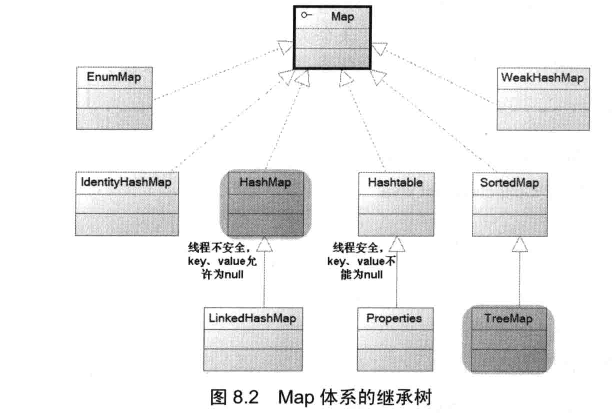 Map
EnumMap
WeakHashMap
IdentityHashMap
HashMap
Hashtable
SortedMap
线程不安全，
key、value允
许为null
线程安全，
key、value不
能为null
LinkedHashMap
Properties
TreeMap
图 8.2 Map 体系的继承树